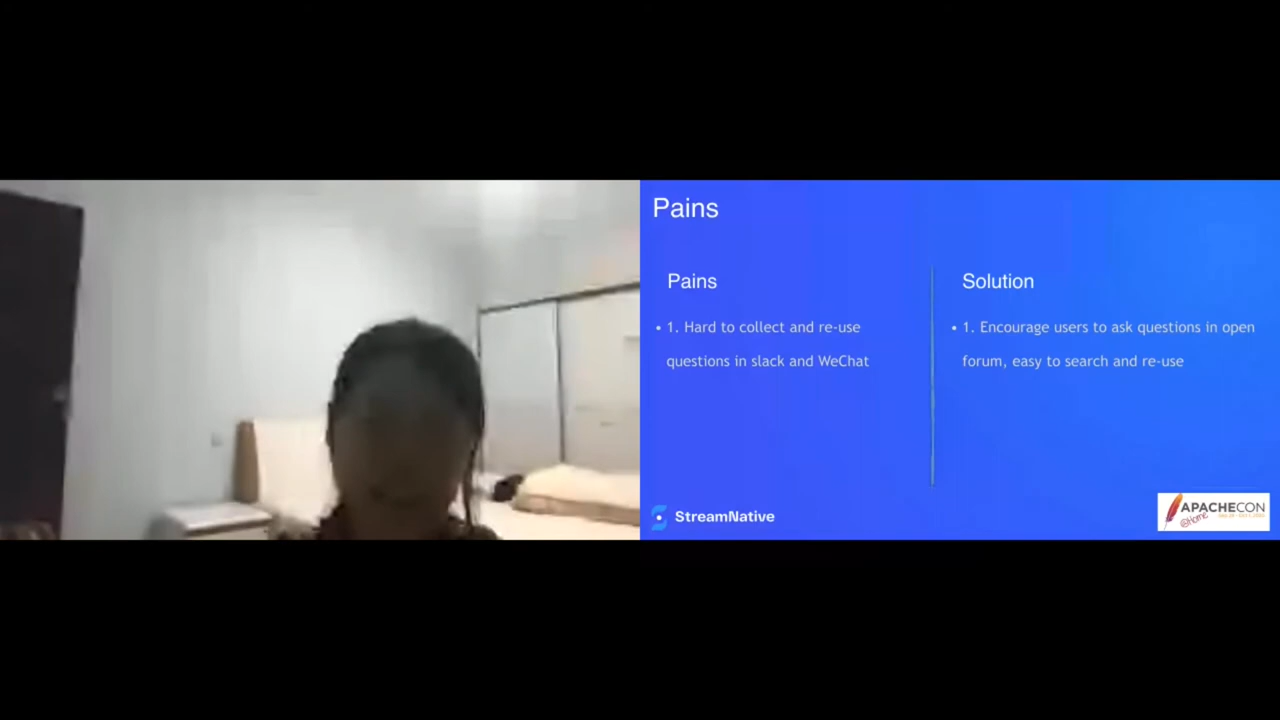 Pains
Pains
• 1. Hard to collect and re-use
questions in slack and WeChat
Solution
• 1. Encourage users to ask questions in open
forum, easy to search and re-use
StreamNative
APACHECON
@Home